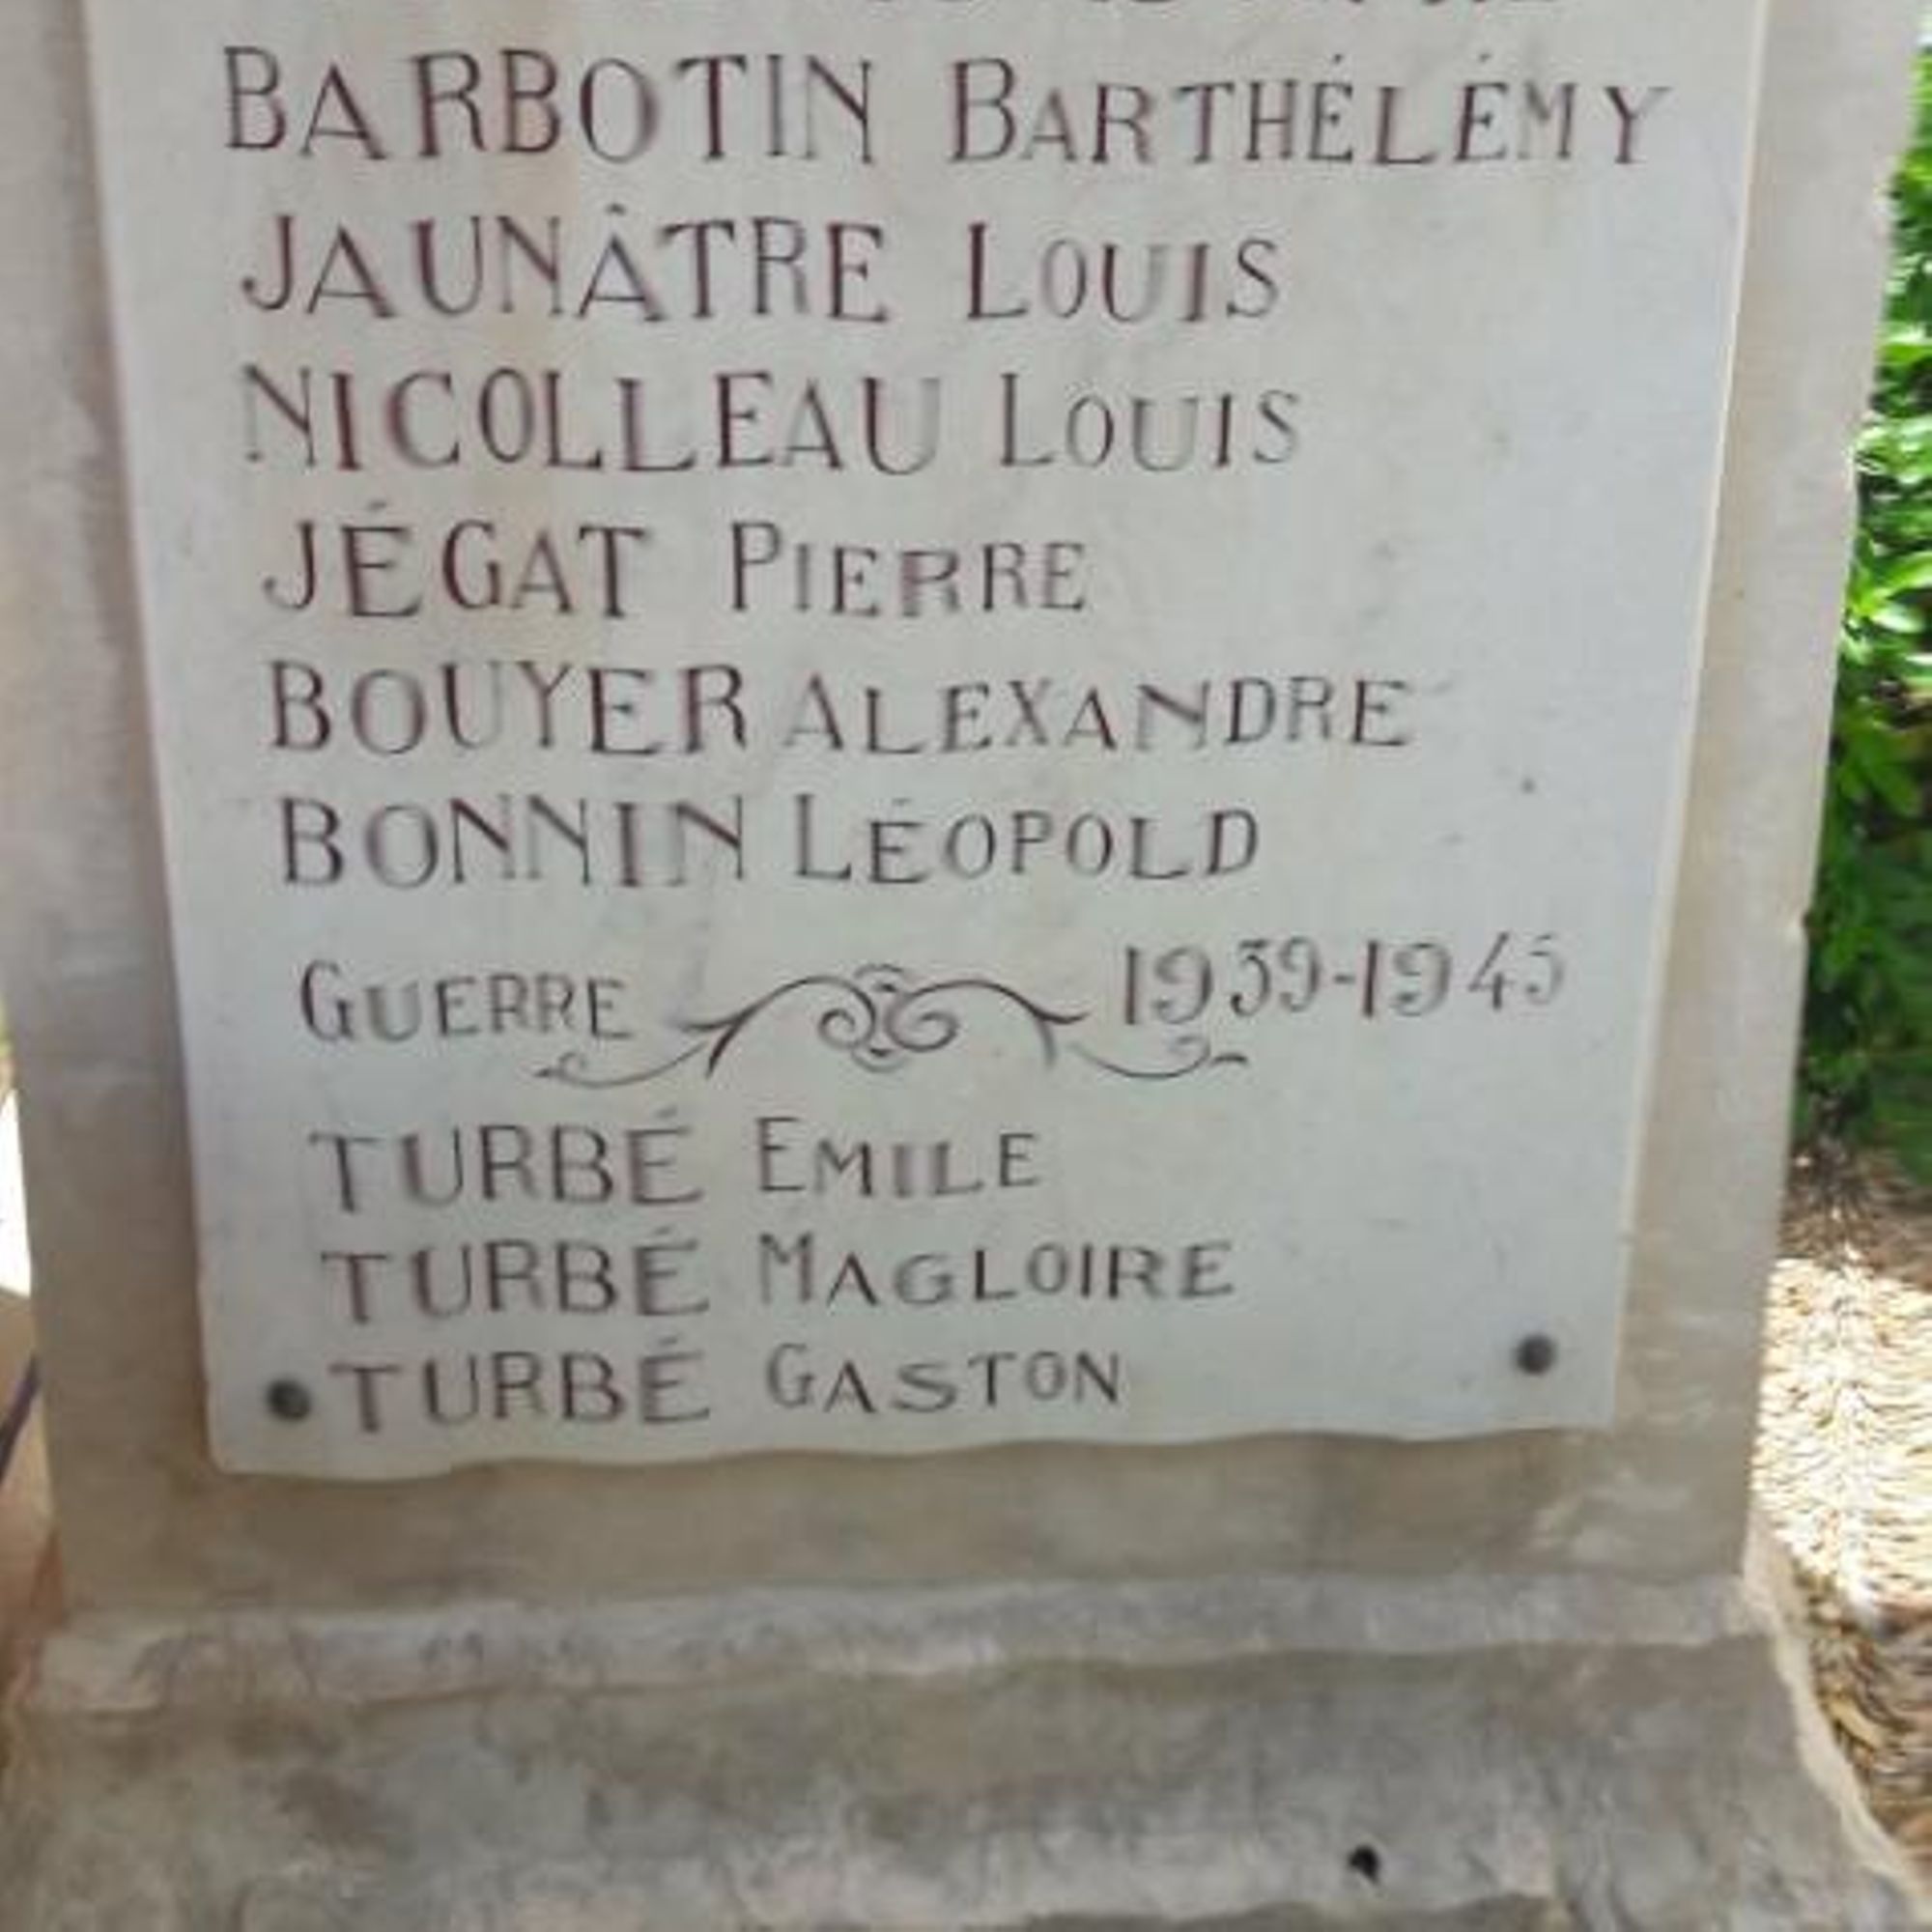 BARBOTIN BARTHÉLÉMY
JAUNÂTRE LOUIS
NICOLLEAU LOUIS
JÉGAT PIERRE
BOUYER ALEXANDRE
BONNIN LÉOPOLD
GUERRE 1939-1945
TURBÉ EMILE
TURBÉ MAGLOIRE
TURBÉ GASTON